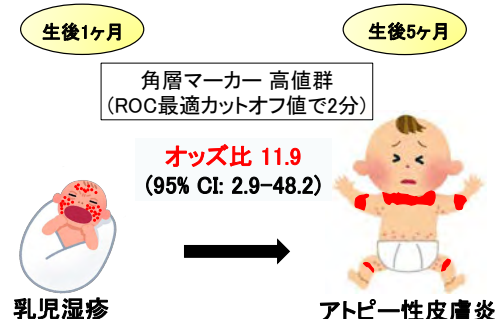 生後1ヶ月
生後5ヶ月
角層マーカー 高値群
(ROC最適カットオフ値で2分)
オッズ比 11.9
(95% CI: 2.9-48.2)
乳児湿疹
アトピー性皮膚炎